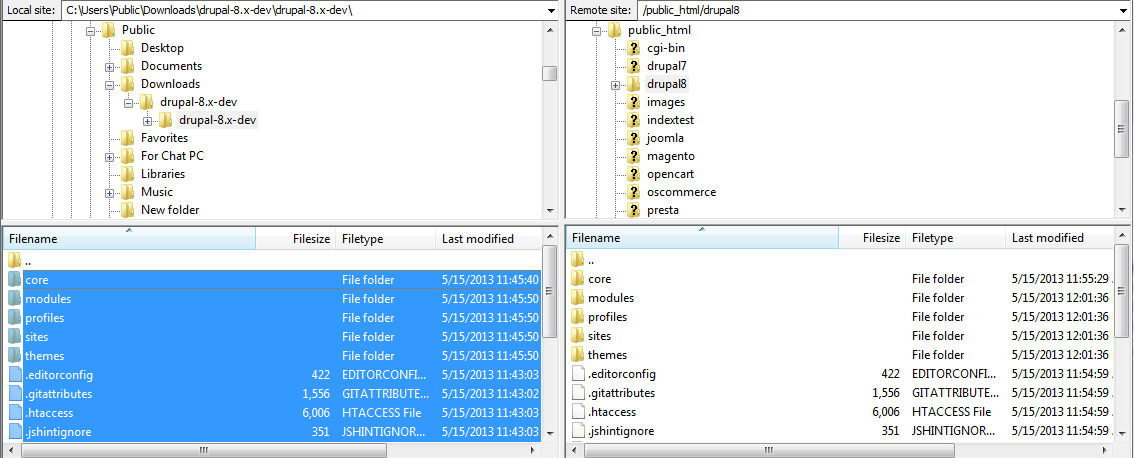 Local site: C:\Users\Public\Downloads\drupal-8.x-dev\drupal-8.x-dev\
Public
Desktop
Documents
Downloads
drupal-8.x-dev
drupal-8.x-dev
Favorites
For Chat PC
Libraries
Music
New folder
Filename Filesize Filetype Last modified
..
core File folder 5/15/2013 11:45:40
modules File folder 5/15/2013 11:45:50
profiles File folder 5/15/2013 11:45:50
sites File folder 5/15/2013 11:45:50
themes File folder 5/15/2013 11:45:50
.editorconfig 422 EDITORCONFI... 5/15/2013 11:43:03
.gitattributes 1,556 GITATTRIBUTE... 5/15/2013 11:43:02
.htaccess 6,006 HTACCESS File 5/15/2013 11:43:03
.jshintignore 351 JSHINTIGNOR... 5/15/2013 11:43:03
Remote site: /public_html/drupal8
public_html
? cgi-bin
? drupal7
drupal8
? images
? indextest
? joomla
? magento
? opencart
? oscommerce
? presta
Filename Filesize Filetype Last modified
..
core File folder 5/15/2013 11:55:29
modules File folder 5/15/2013 12:01:36
profiles File folder 5/15/2013 12:01:36
sites File folder 5/15/2013 12:01:36
themes File folder 5/15/2013 12:01:36
.editorconfig 422 EDITORCONFI... 5/15/2013 11:54:59
.gitattributes 1,556 GITATTRIBUTE... 5/15/2013 11:54:59
.htaccess 6,006 HTACCESS File 5/15/2013 11:54:59
.jshintignore 351 JSHINTIGNOR... 5/15/2013 11:54:59